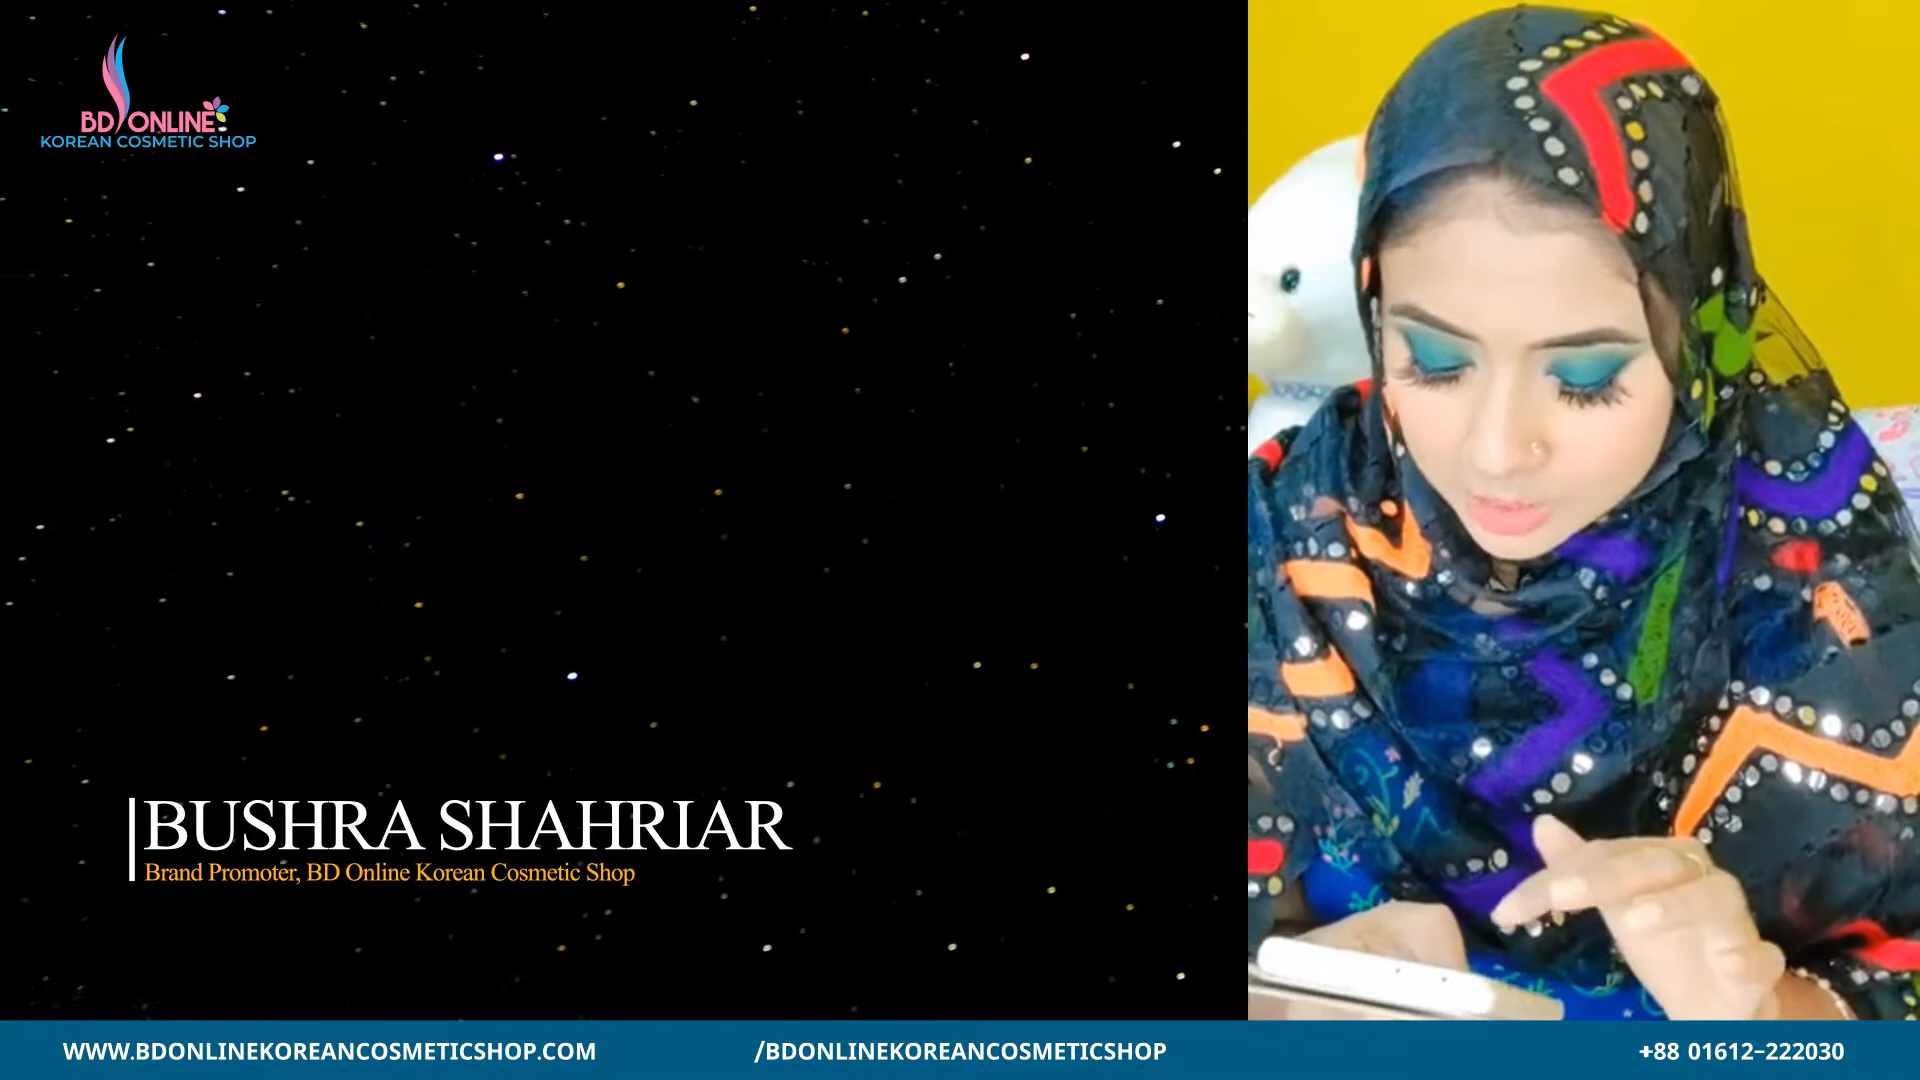 BD ONLINE
KOREAN COSMETIC SHOP
BUSHRA SHAHRIAR
Brand Promoter, BD Online Korean Cosmetic Shop
WWW.BDONLINEKOREANCOSMETICSHOP.COM
/BDONLINEKOREANCOSMETICSHOP
+88 01612-222030